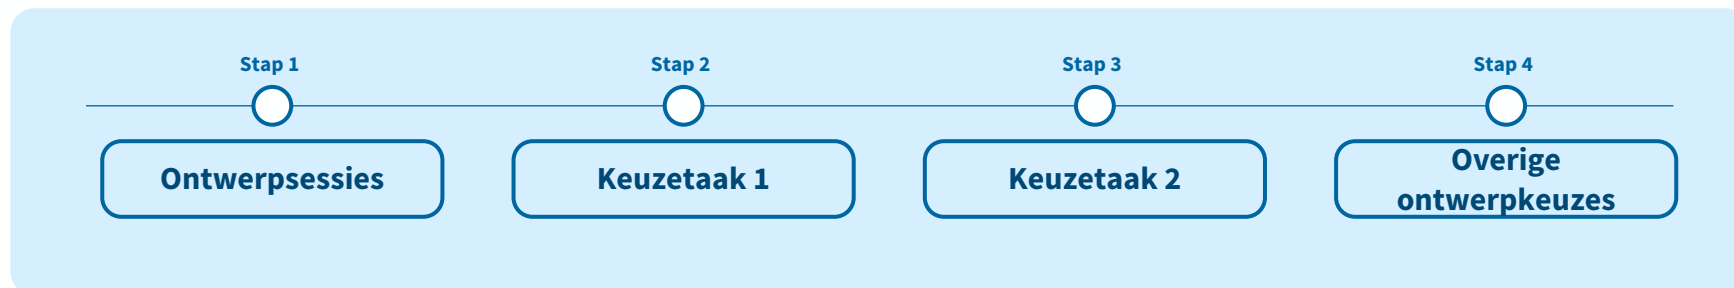 Stap 1
Ontwerpsessies
Stap 2
Keuzetaak 1
Stap 3
Keuzetaak 2
Stap 4
Overige
ontwerpkeuzes